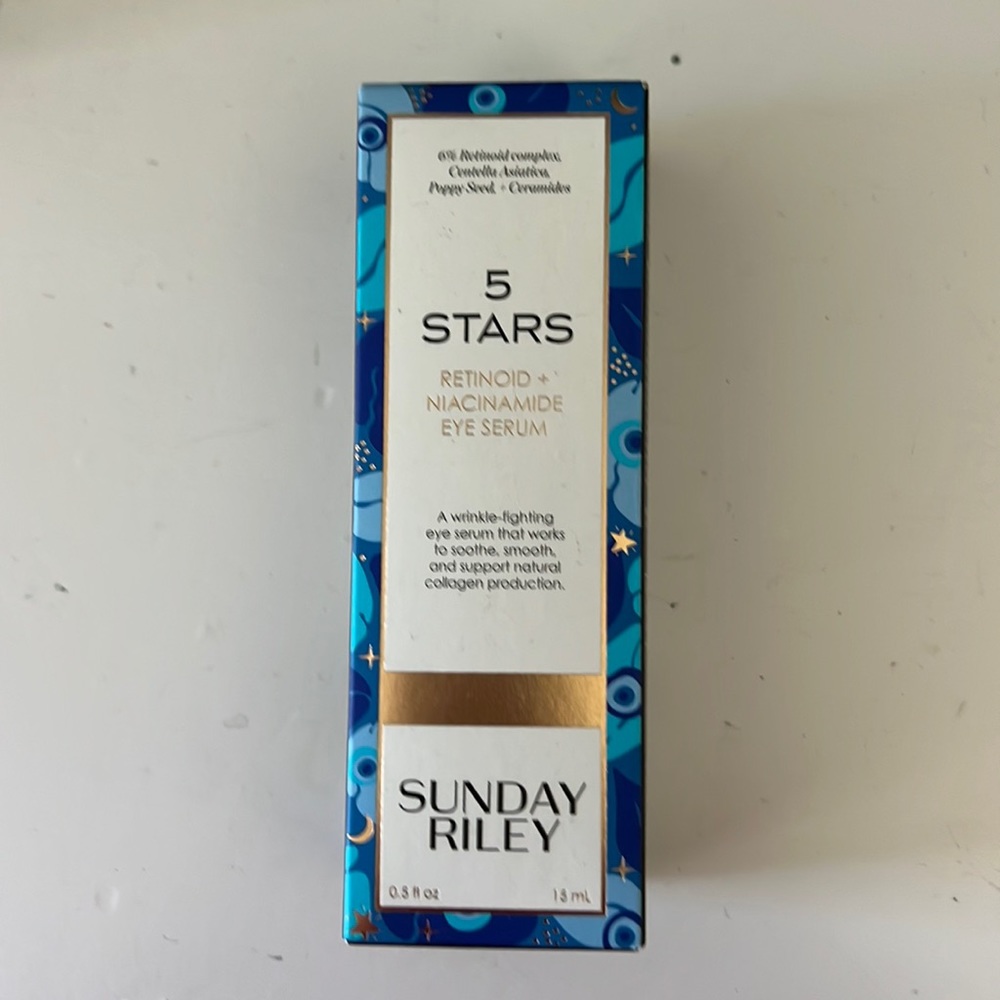 6% Retinoid complex,
Centella Asiatica,
Poppy Seed, + Ceramides
5
STARS
RETINOID +
NIACINAMIDE
EYE SERUM
A wrinkle-fighting
eye serum that works
to soothe, smooth,
and support natural
collagen production.
SUNDAY
RILEY
0.5 fl oz 15 mL